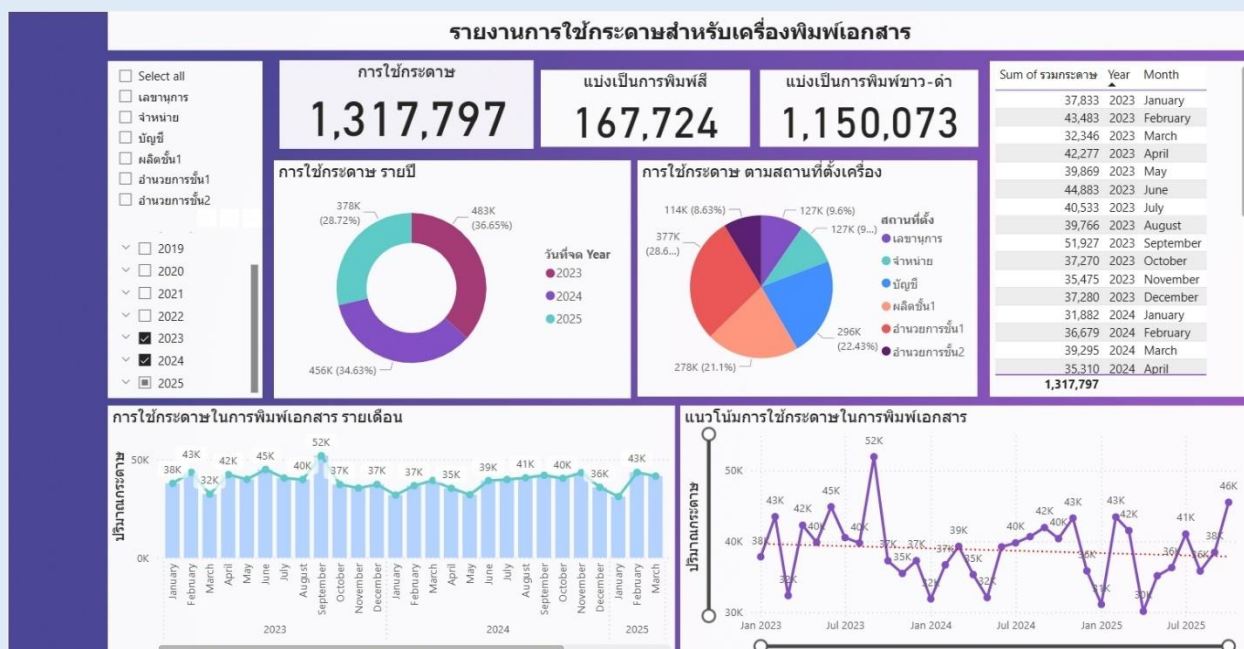 รายงานการใช้กระดาษสำหรับเครื่องพิมพ์เอกสาร
Select all
เลขานุการ
จำหน่าย
บัญชี
ผลิตชั้น1
อำนวยการชั้น1
อำนวยการชั้น2
2019
2020
2021
2022
2023
2024
2025
การใช้กระดาษ
1,317,797
แบ่งเป็นการพิมพ์สี
167,724
แบ่งเป็นการพิมพ์ขาว-ดำ
1,150,073
Sum of รวมกระดาษ Year Month
37,833 2023 January
43,483 2023 February
32,346 2023 March
42,277 2023 April
39,869 2023 May
44,883 2023 June
40,533 2023 July
39,766 2023 August
51,927 2023 September
37,270 2023 October
35,475 2023 November
37,280 2023 December
31,882 2024 January
36,679 2024 February
39,295 2024 March
35,310 2024 April
1,317,797
การใช้กระดาษ รายปี
378K
(28.72%)
483K
(36.65%)
456K (34.63%)
วันที่จด Year
2023
2024
2025
การใช้กระดาษ ตามสถานที่ตั้งเครื่อง
114K (8.63%)
127K (9.6%)
127K (9...)
377K
(28.6...)
296K
(22.43%)
278K (21.1%)
สถานที่ตั้ง
เลขานุการ
จำหน่าย
บัญชี
ผลิตชั้น1
อำนวยการชั้น1
อำนวยการชั้น2
การใช้กระดาษในการพิมพ์เอกสาร รายเดือน
ปริมาณกระดาษ
50K
0K
38K 43K 32K 42K 45K 40K 52K 37K 37K 37K 35K 39K 41K 40K 36K 43K
January February March April May June July August September October November December January February March April May June July August September October November December January February March
2023 2024 2025
แนวโน้มการใช้กระดาษในการพิมพ์เอกสาร
ปริมาณกระดาษ
50K
40K
30K
38K 43K 32K 42K 40K 45K 40K 52K 37K 35K 37K 32K 37K 39K 35K 32K 40K 42K 40K 43K 36K 31K 43K 42K 30K 36K 41K 36K 38K 46K
Jan 2023 Jul 2023 Jan 2024 Jul 2024 Jan 2025 Jul 2025